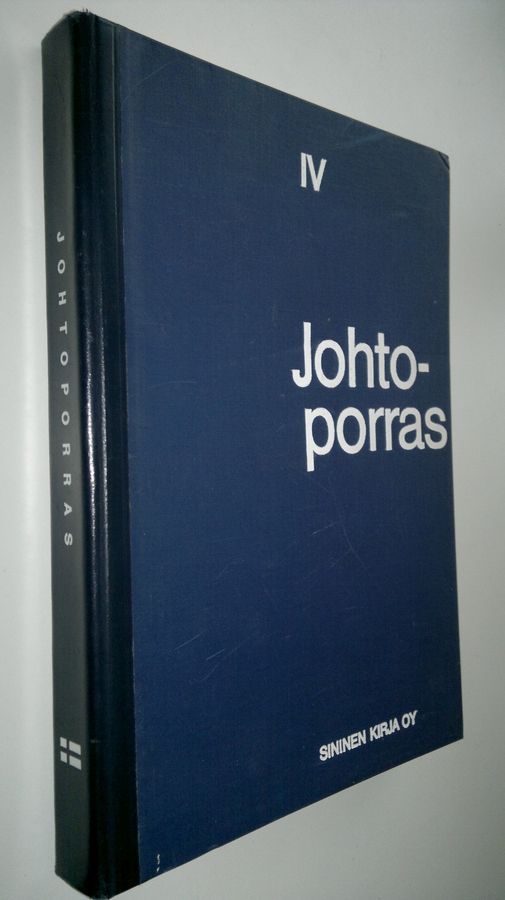 JOHTOPORRAS
IV
Johto-
porras
SININEN KIRJA OY